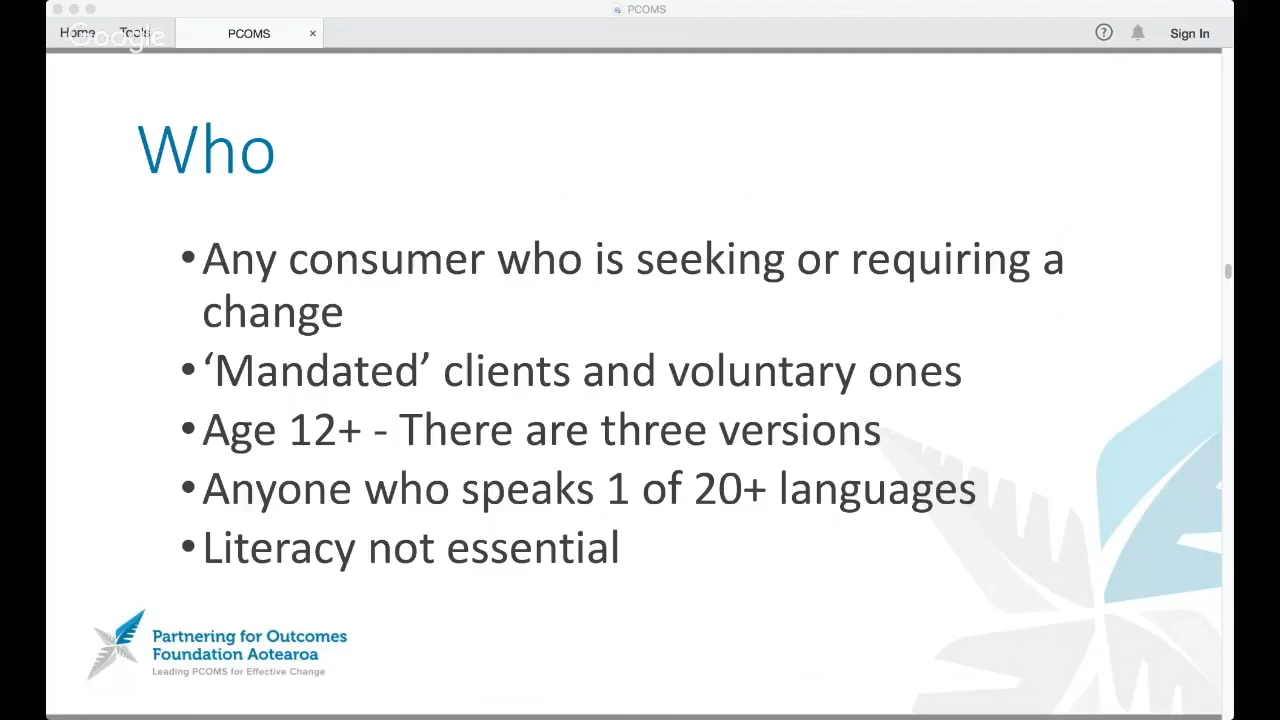 PCOMS
Home Tools PCOMS × ? Sign In
Google
Who
•Any consumer who is seeking or requiring a
change
•‘Mandated’ clients and voluntary ones
•Age 12+ - There are three versions
•Anyone who speaks 1 of 20+ languages
•Literacy not essential
Partnering for Outcomes
Foundation Aotearoa
Leading PCOMS for Effective Change